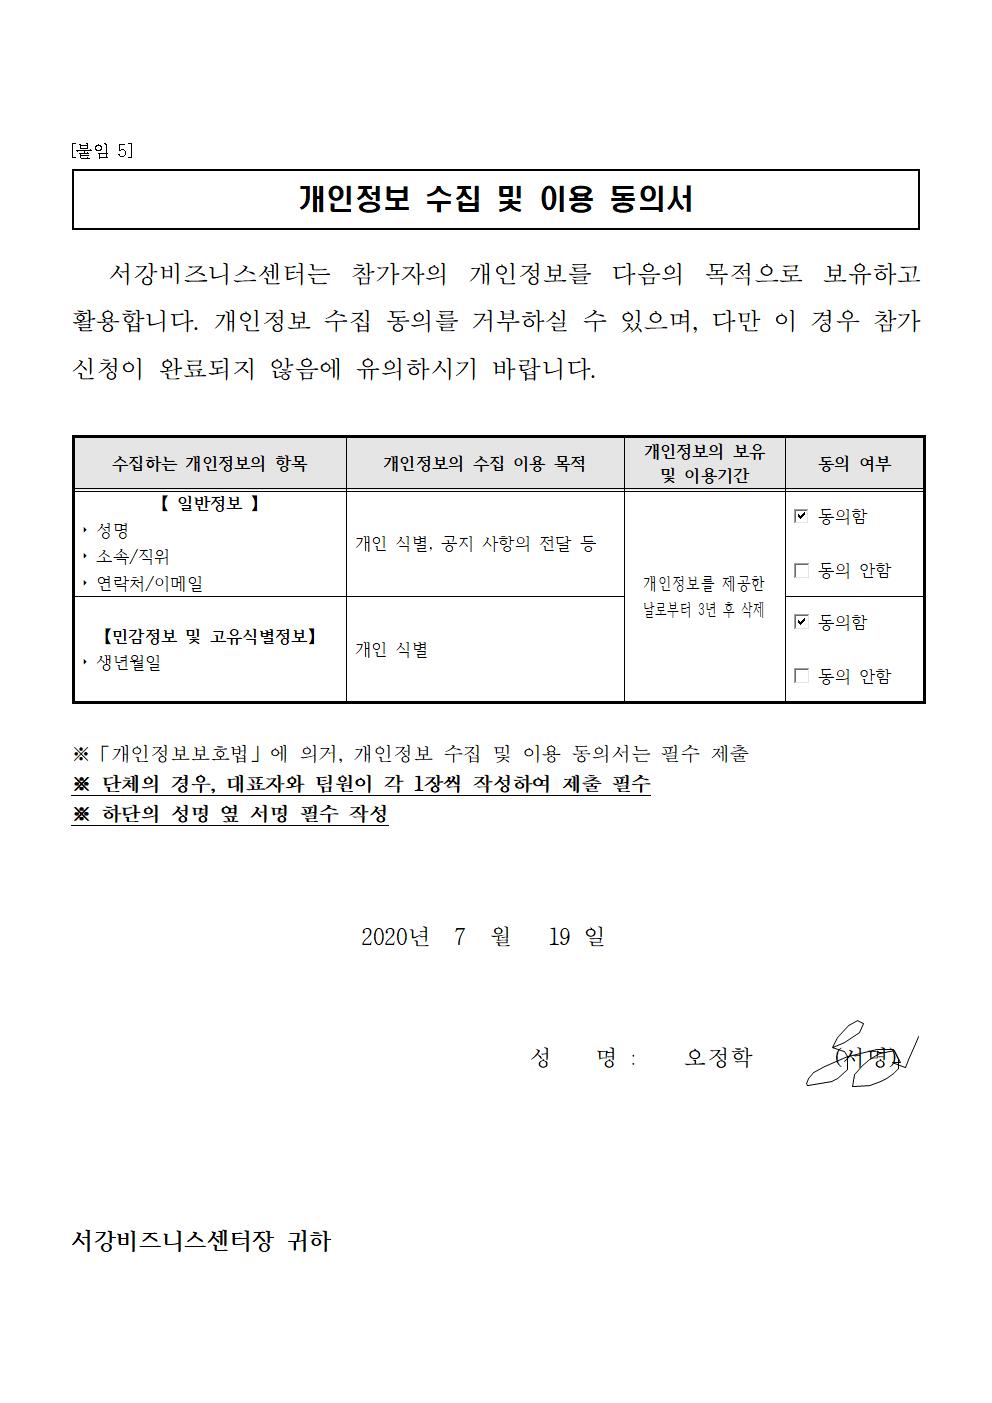 [붙임 5]
개인정보 수집 및 이용 동의서
서강비즈니스센터는 참가자의 개인정보를 다음의 목적으로 보유하고
활용합니다. 개인정보 수집 동의를 거부하실 수 있으며, 다만 이 경우 참가
신청이 완료되지 않음에 유의하시기 바랍니다.
수집하는 개인정보의 항목
개인정보의 수집 이용 목적
개인정보의 보유
및 이용기간
동의 여부
【 일반정보 】
‣ 성명
‣ 소속/직위
‣ 연락처/이메일
개인 식별, 공지 사항의 전달 등
개인정보를 제공한
날로부터 3년 후 삭제
☑ 동의함
☐ 동의 안함
【민감정보 및 고유식별정보】
‣ 생년월일
개인 식별
☑ 동의함
☐ 동의 안함
※「개인정보보호법」에 의거, 개인정보 수집 및 이용 동의서는 필수 제출
※ 단체의 경우, 대표자와 팀원이 각 1장씩 작성하여 제출 필수
※ 하단의 성명 옆 서명 필수 작성
2020년 7 월 19 일
성 명 : 오정학 (서명)
서강비즈니스센터장 귀하